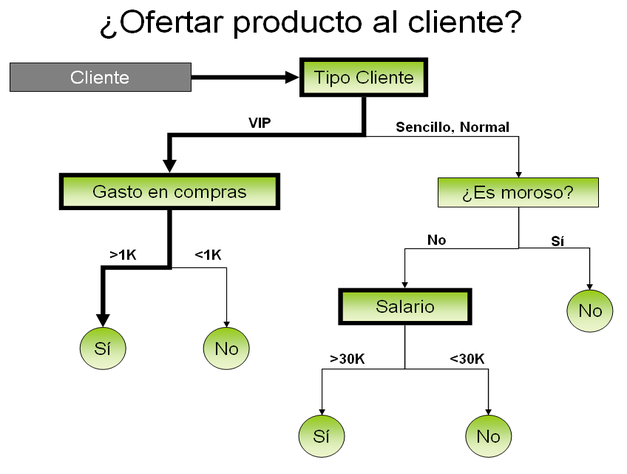 ¿Ofertar producto al cliente?
Cliente
Tipo Cliente
VIP
Sencillo, Normal
Gasto en compras
¿Es moroso?
>1K
<1K
No
Sí
Sí
No
Salario
No
>30K
<30K
Sí
No